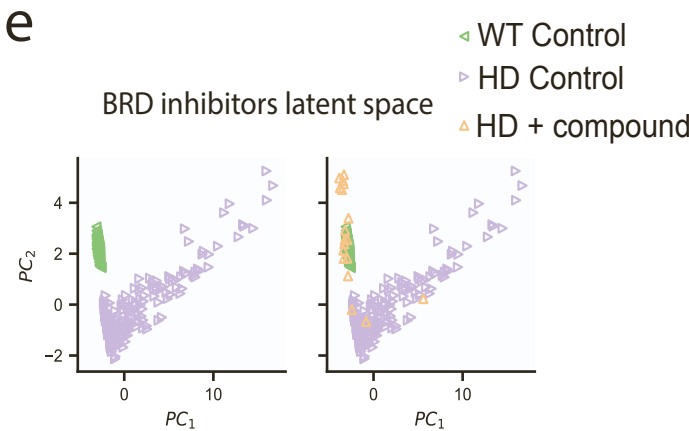 e
WT Control
HD Control
HD + compound
BRD inhibitors latent space
4
2
0
−2
PC2
0
10
PC1
0
10
PC1